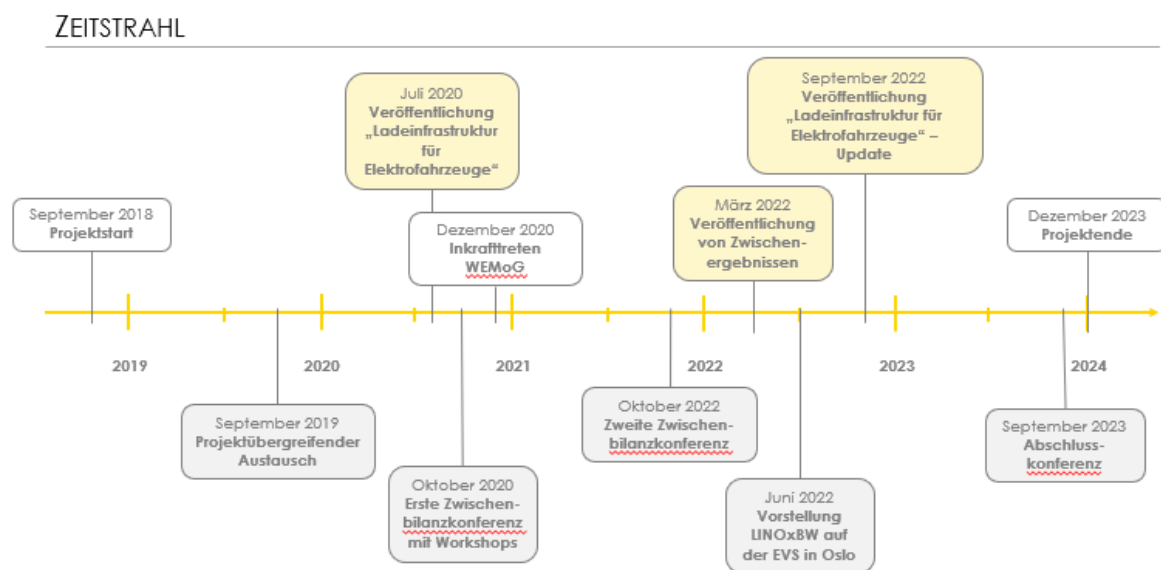 ZEITSTRAHL
Juli 2020
Veröffentlichung
„Ladeinfrastruktur
für
Elektrofahrzeuge“
September 2022
Veröffentlichung
„Ladeinfrastruktur für
Elektrofahrzeuge“ –
Update
September 2018
Projektstart
Dezember 2020
Inkrafttreten
WEMoG
März 2022
Veröffentlichung
von Zwischen-
ergebnissen
Dezember 2023
Projektende
2019
2020
2021
2022
2023
2024
September 2019
Projektübergreifender
Austausch
Oktober 2020
Erste Zwischen-
bilanzkonferenz
mit Workshops
Oktober 2022
Zweite Zwischen-
bilanzkonferenz
Juni 2022
Vorstellung
LINOxBW auf
der EVS in Oslo
September 2023
Abschluss-
konferenz